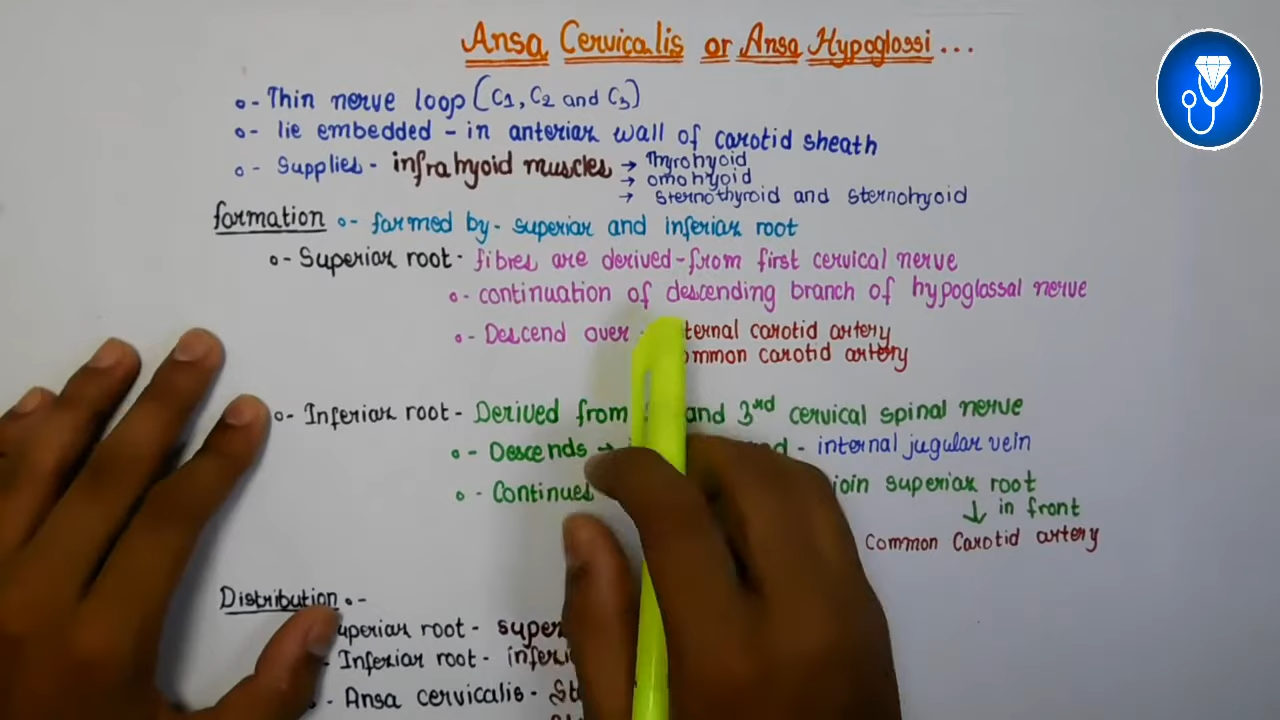 Ansa Cervicalis or Ansa Hypoglossi...
Thin nerve loop (C1, C2 and C3)
lie embedded - in anterior wall of carotid sheath
Supplies - infrahyoid muscles → Thyrohyoid
→ omohyoid
→ sternothyroid and sternohyoid
formation - formed by - superior and inferior root
Superior root - fibres are derived - from first cervical nerve
continuation of descending branch of hypoglossal nerve
Descend over - ternal carotid artery
ommon carotid artery
Inferior root - Derived from and 3rd cervical spinal nerve
Descends → - internal jugular vein
Continues join superior root
↓ in front
Common Carotid artery
Distribution -
uperior root - super
Inferior root - inferi
Ansa cervicalis - St